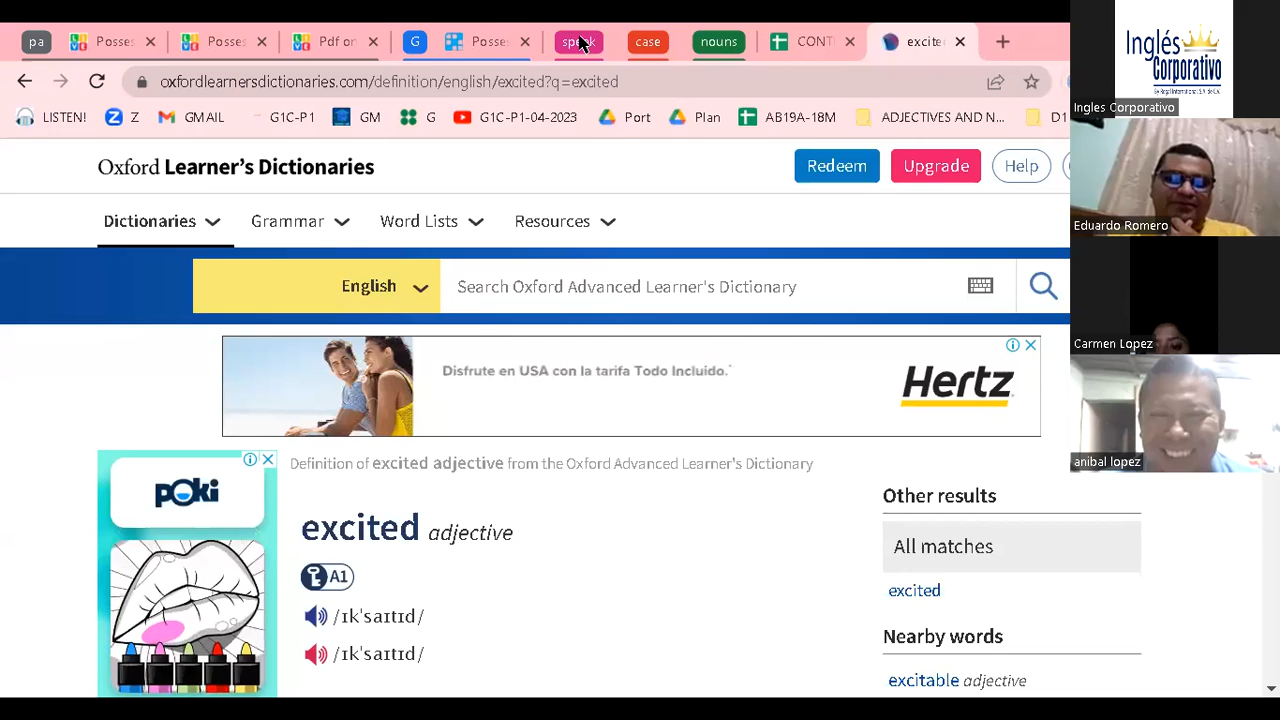 pa Posses Posses Pdf on G Posses speak case nouns CONT excite
oxfordlearnersdictionaries.com/definition/english/excited?q=excited
LISTEN! Z GMAIL G1C-P1 GM G G1C-P1-04-2023 Port Plan AB19A-18M ADJECTIVES AND N... D1
Oxford Learner's Dictionaries
Redeem
Upgrade
Help
Dictionaries
Grammar
Word Lists
Resources
English
Search Oxford Advanced Learner's Dictionary
Disfrute en USA con la tarifa Todo Incluido.*
Hertz
poki
Definition of excited adjective from the Oxford Advanced Learner's Dictionary
excited adjective
A1
/ɪkˈsaɪtɪd/
/ɪkˈsaɪtɪd/
Other results
All matches
excited
Nearby words
excitable adjective
Inglés
Corporativo
Ingles Corporativo
Eduardo Romero
Carmen Lopez
anibal lopez